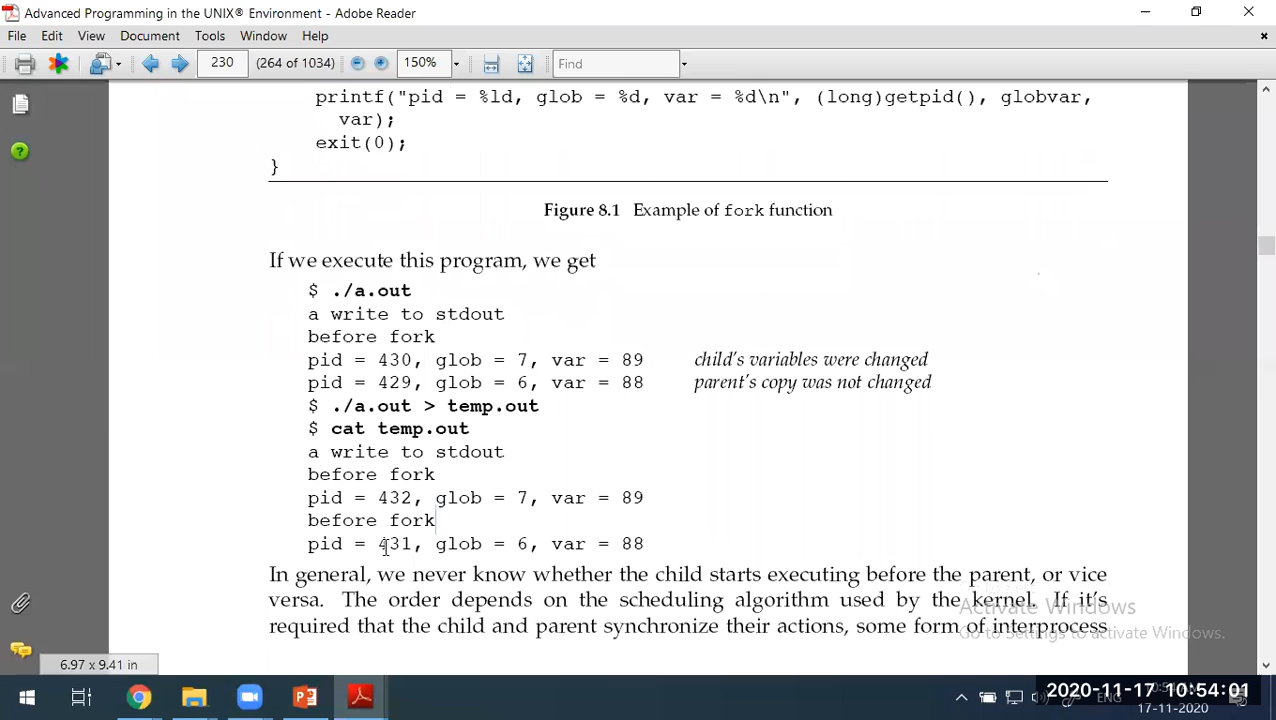 Advanced Programming in the UNIX® Environment - Adobe Reader
File Edit View Document Tools Window Help
230 (264 of 1034) 150% Find
printf("pid = %ld, glob = %d, var = %d\n", (long)getpid(), globvar,
var);
exit(0);
}
Figure 8.1 Example of fork function
If we execute this program, we get
$ ./a.out
a write to stdout
before fork
pid = 430, glob = 7, var = 89 child's variables were changed
pid = 429, glob = 6, var = 88 parent's copy was not changed
$ ./a.out > temp.out
$ cat temp.out
a write to stdout
before fork
pid = 432, glob = 7, var = 89
before fork
pid = 431, glob = 6, var = 88
In general, we never know whether the child starts executing before the parent, or vice
versa. The order depends on the scheduling algorithm used by the kernel. If it's
required that the child and parent synchronize their actions, some form of interprocess
Activate Windows
Go to Settings to activate Windows.
6.97 x 9.41 in
2020-11-17 10:54:01
ENG
17-11-2020